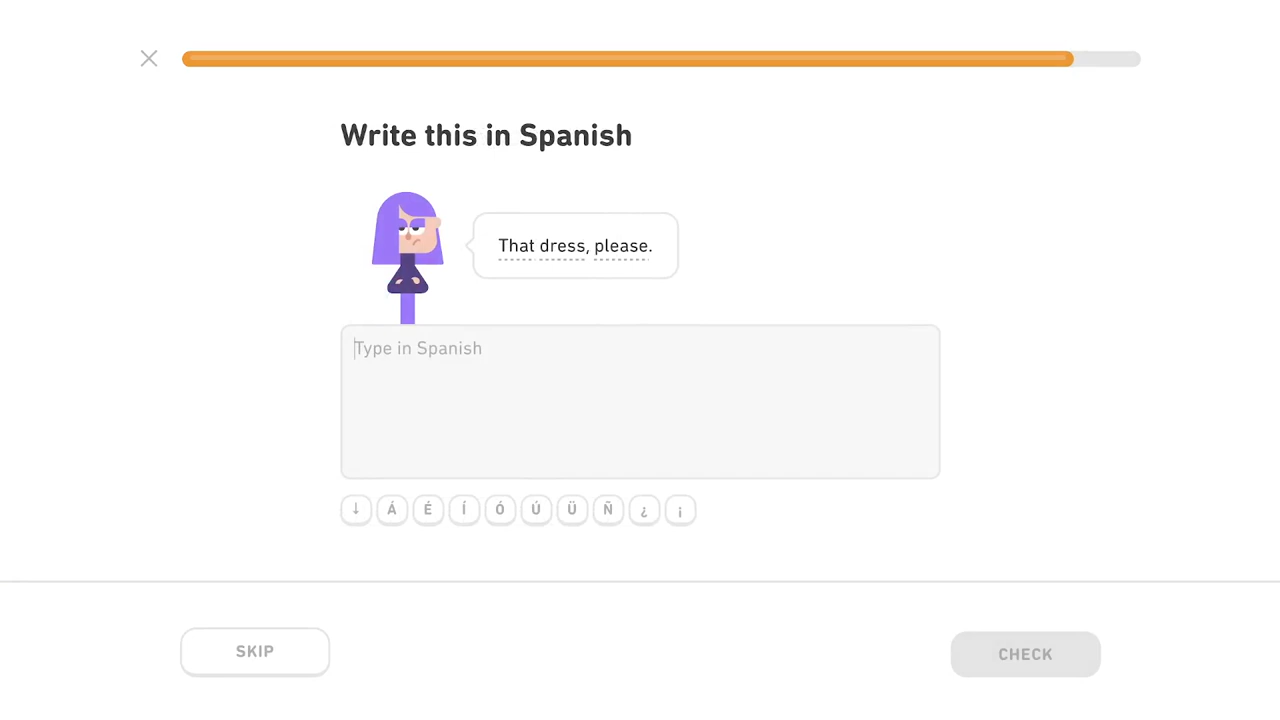 Write this in Spanish
That dress, please.
Type in Spanish
↓ Á É Í Ó Ú Ü Ñ ¿ ¡
SKIP
CHECK